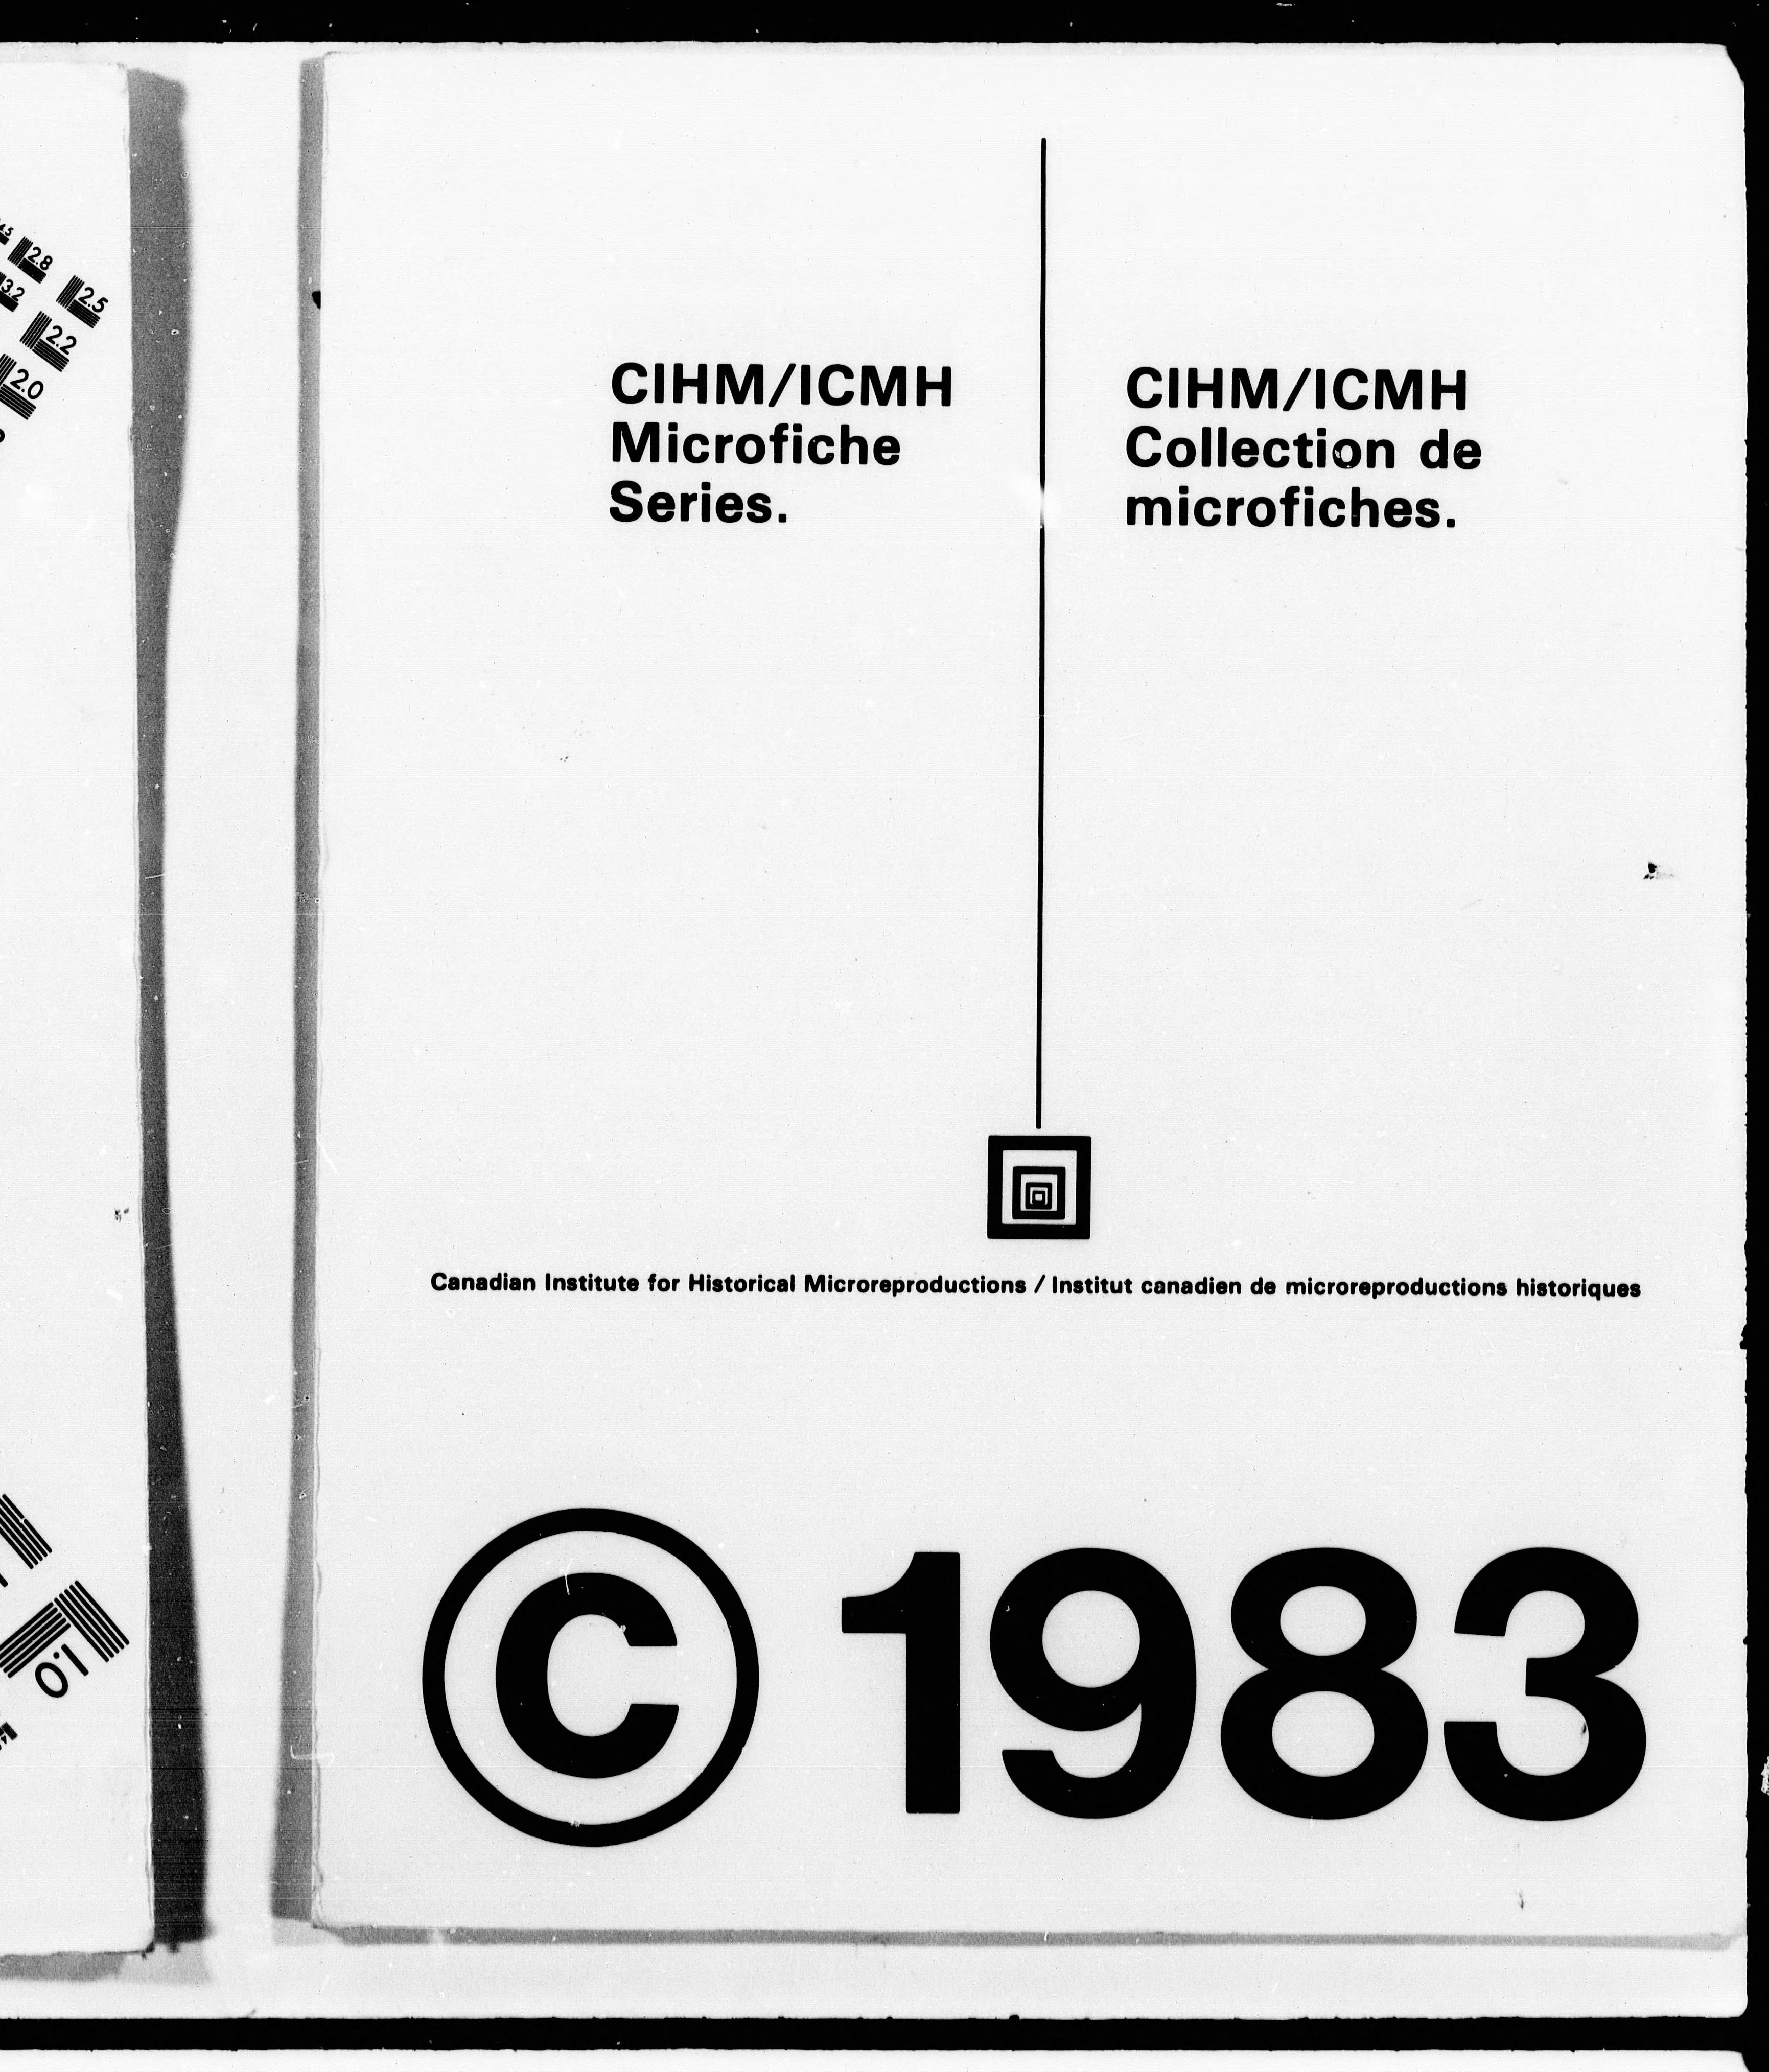 2.8
2.5
3.2
2.2
2.0
1.0
CIHM/ICMH
Microfiche
Series.
CIHM/ICMH
Collection de
microfiches.
Canadian Institute for Historical Microreproductions / Institut canadien de microreproductions historiques
© 1983